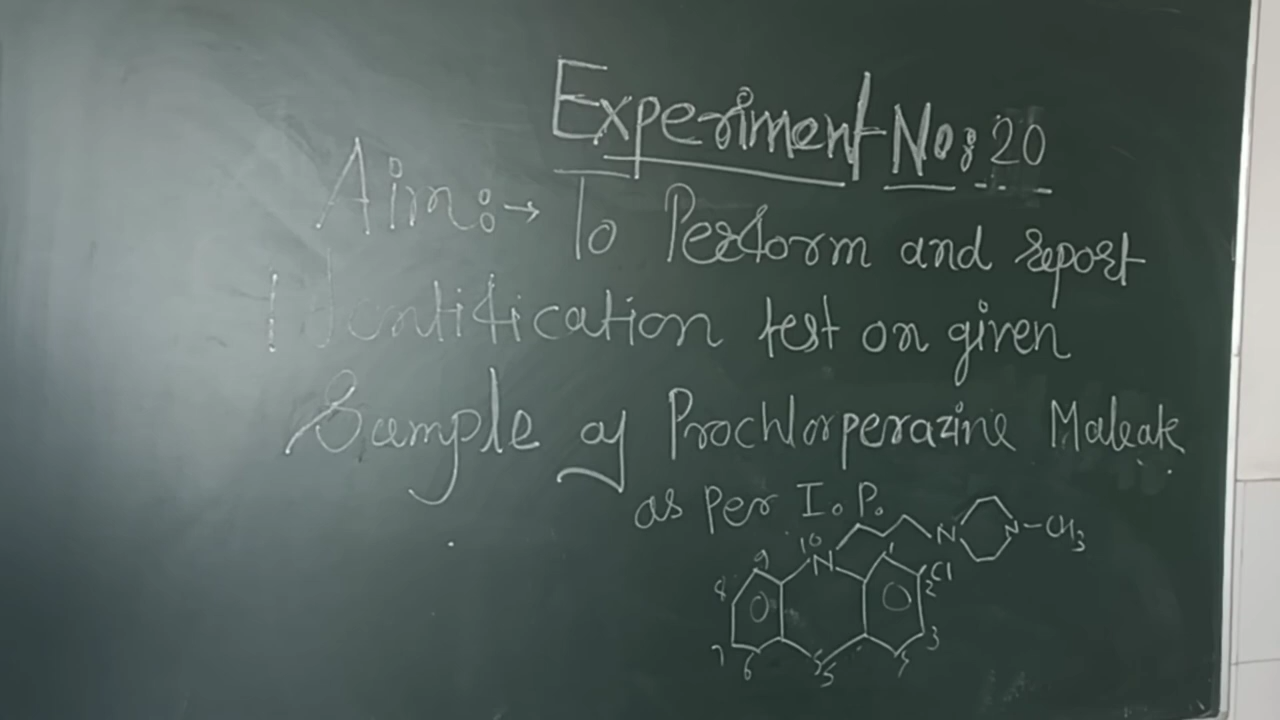 Experiment No: 20
Aim:→ To Perform and report
Identification test on given
Sample of Prochlorperazine Maleate
as per I.P.
10
N
N
N-CH3
9
1
Cl
8
2
7
3
6
S
5
4